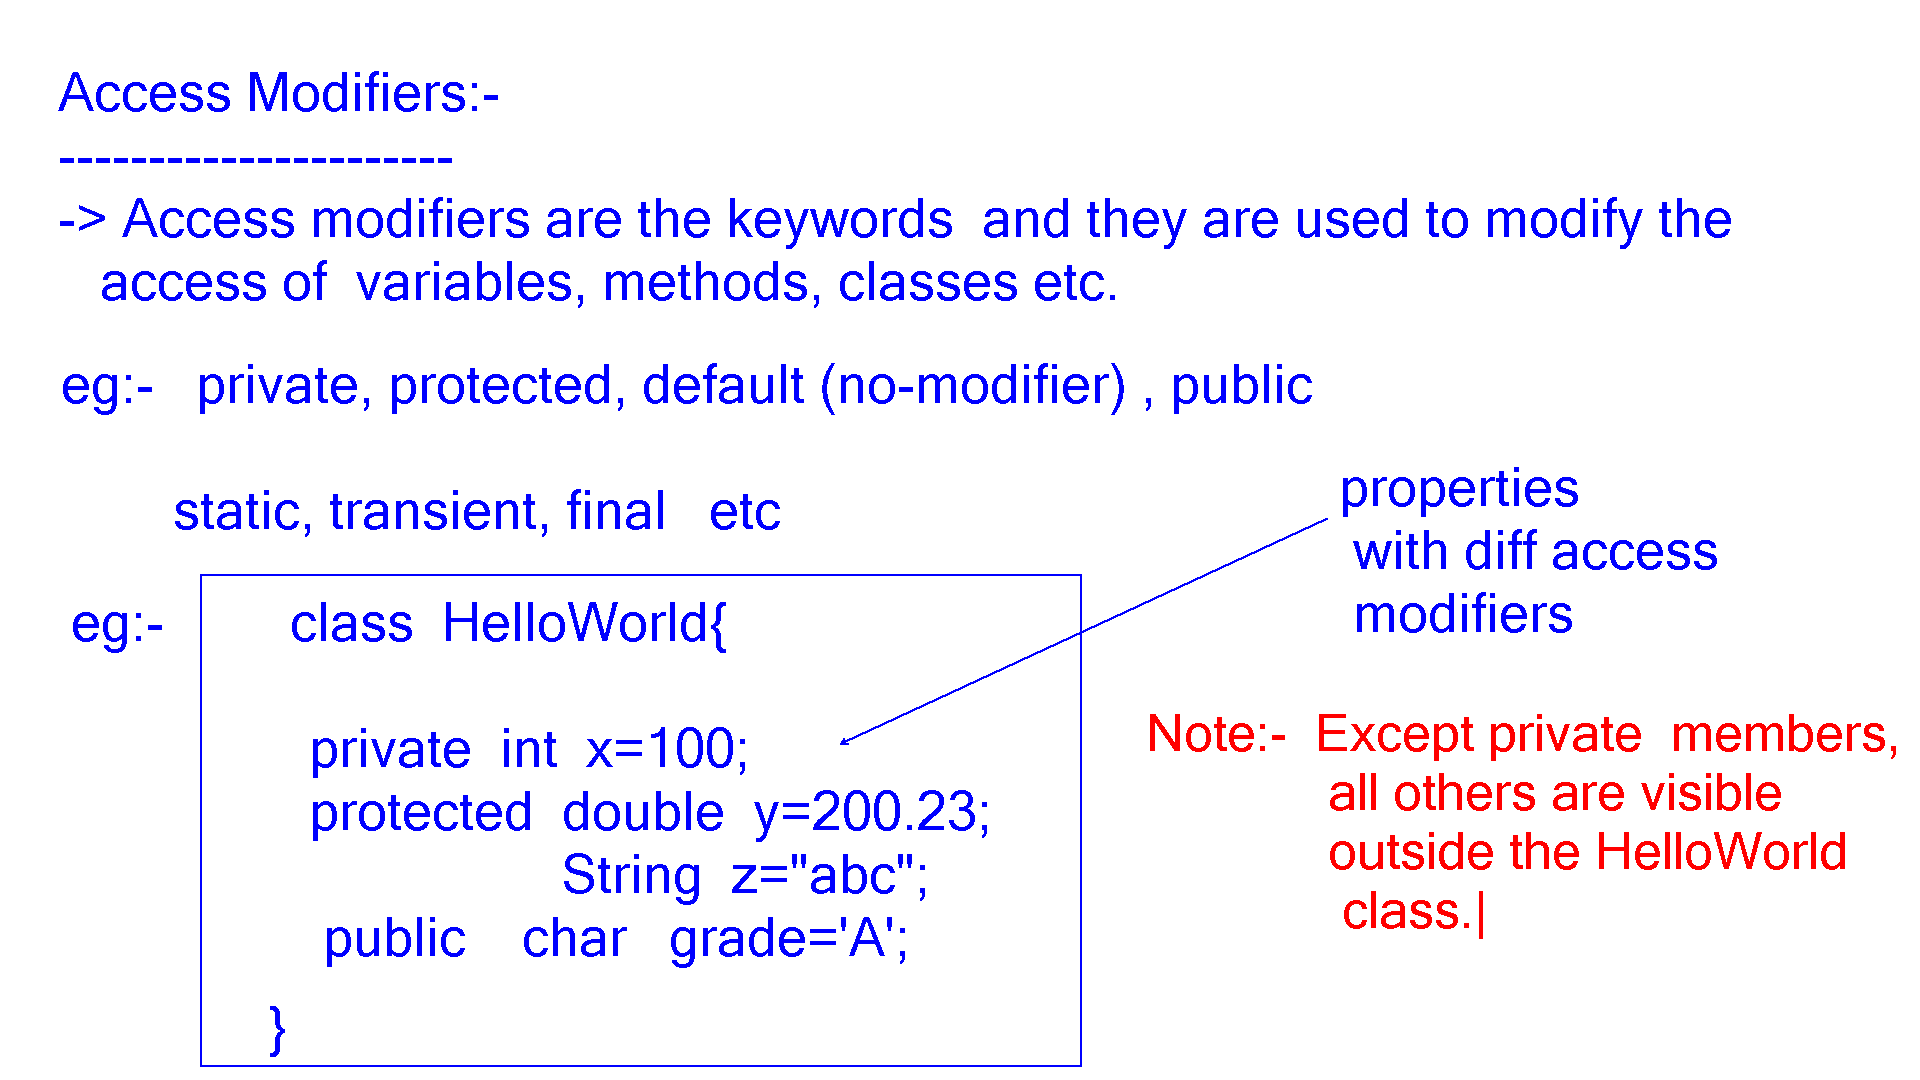 Access Modifiers:-
----------------------
-> Access modifiers are the keywords  and they are used to modify the
access of  variables, methods, classes etc.
eg:-   private, protected, default (no-modifier) , public
static, transient, final   etc
properties
with diff access
modifiers
eg:-
class  HelloWorld{
private  int  x=100;
protected  double  y=200.23;
String  z="abc";
public    char   grade='A';
}
Note:-  Except private  members,
all others are visible
outside the HelloWorld
class.|